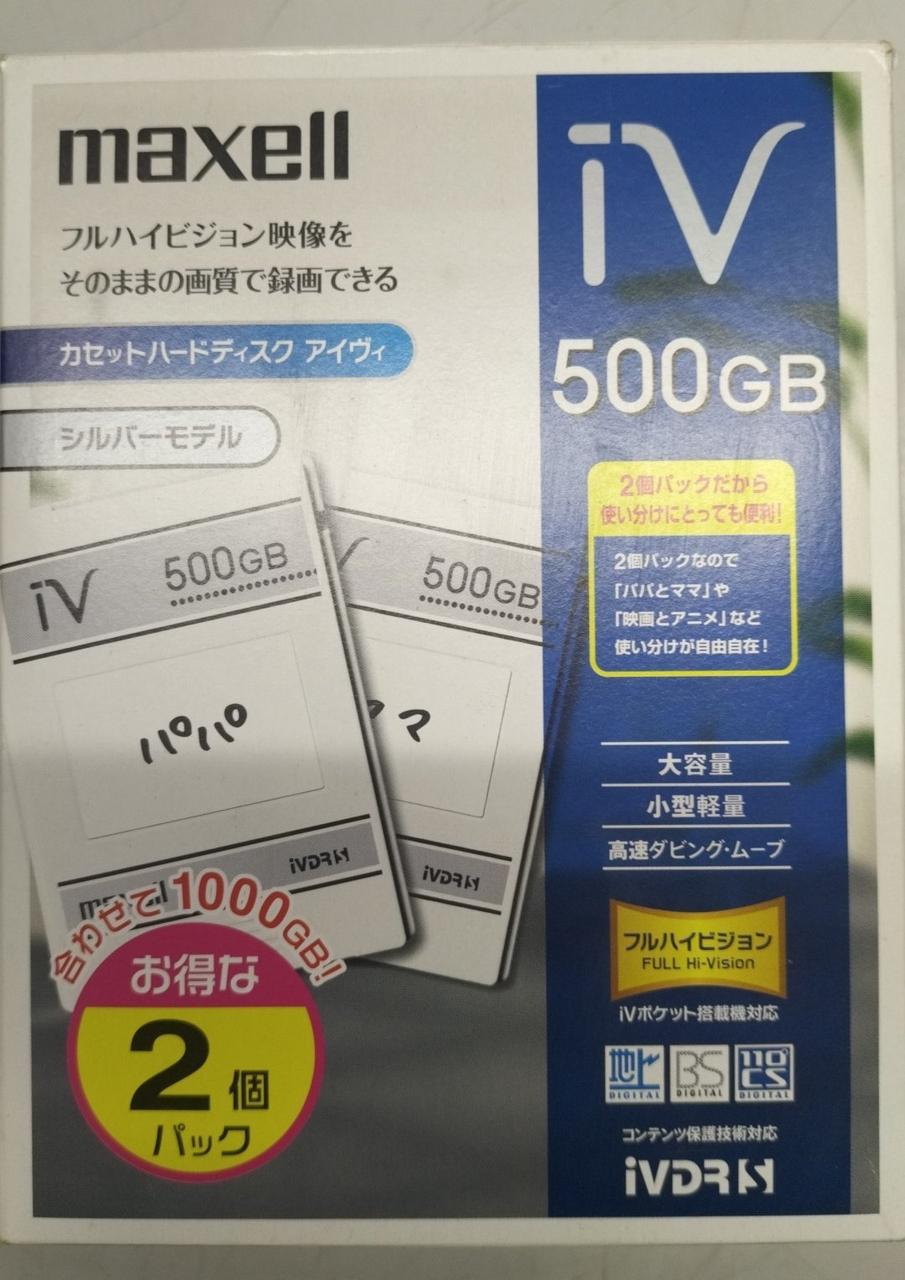 maxell
フルハイビジョン映像を
そのままの画質で録画できる
カセットハードディスク アイヴィ
シルバーモデル
iV
500GB
2個パックだから
使い分けにとっても便利!
2個パックなので
「パパとママ」や
「映画とアニメ」など
使い分けが自由自在!
大容量
小型軽量
高速ダビング・ムーブ
フルハイビジョン
FULL Hi-Vision
iVポケット搭載機対応
地上 DIGITAL
BS DIGITAL
110° CS DIGITAL
コンテンツ保護技術対応
iVDR S
iV 500GB
パパ
maxell iVDR S
V 500GB
ママ
iVDR S
合わせて1000GB!
お得な
2個
パック